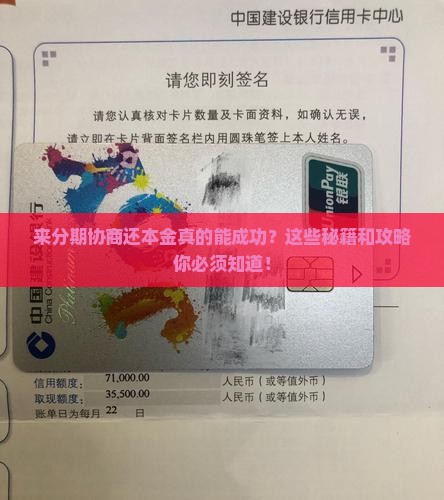 中国建设银行信用卡中心
请您即刻签名
请您认真核对卡片数量及卡面资料，如确认无误，
请立即在卡片背面签名栏内用圆珠笔签上本人姓名。
UnionPay
银联
中国建设银行
China Construction Bank
Platinum
来分期协商还本金真的能成功？这些秘籍和攻略
你必须知道！
信用额度： 71,000.00 人民币（或等值外币）
取现额度： 35,500.00 人民币（或等值外币）
账单日为每月 22 日